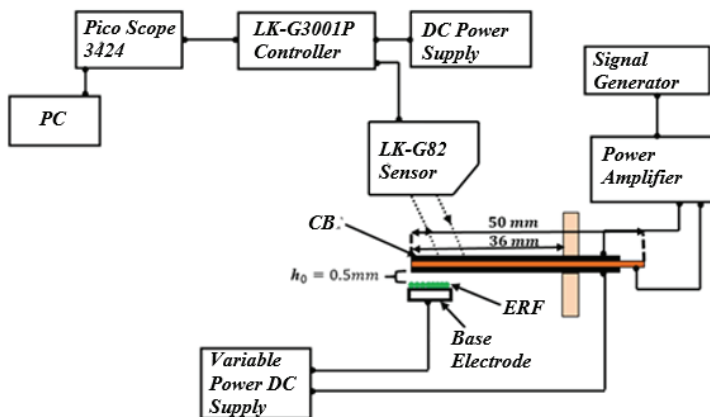 Pico Scope
3424
LK-G3001P
Controller
DC Power
Supply
Signal
Generator
PC
LK-G82
Sensor
Power
Amplifier
50 mm
36 mm
CB
h₀ = 0.5mm
ERF
Base
Electrode
Variable
Power DC
Supply